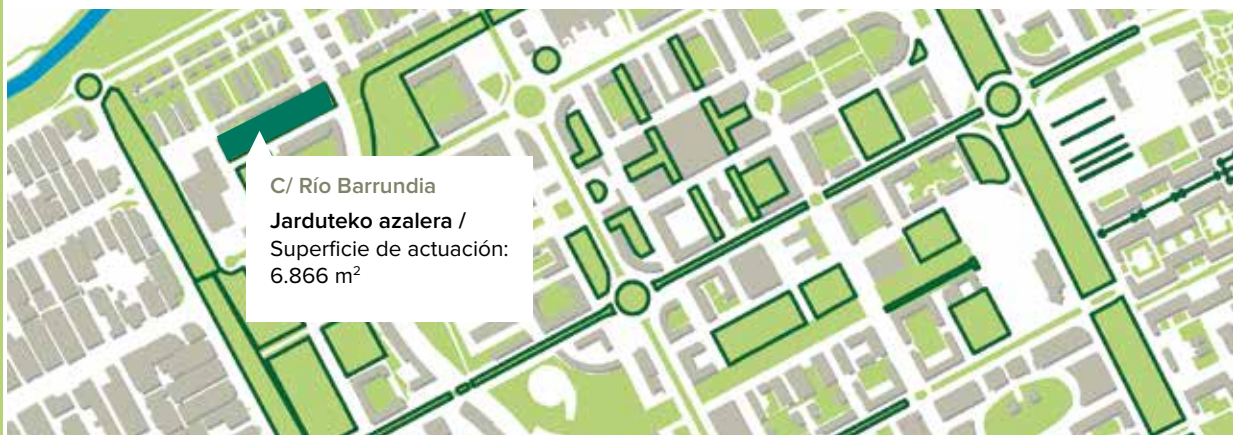 C/ Río Barrundia
Jarduteko azalera /
Superficie de actuación:
6.866 m²